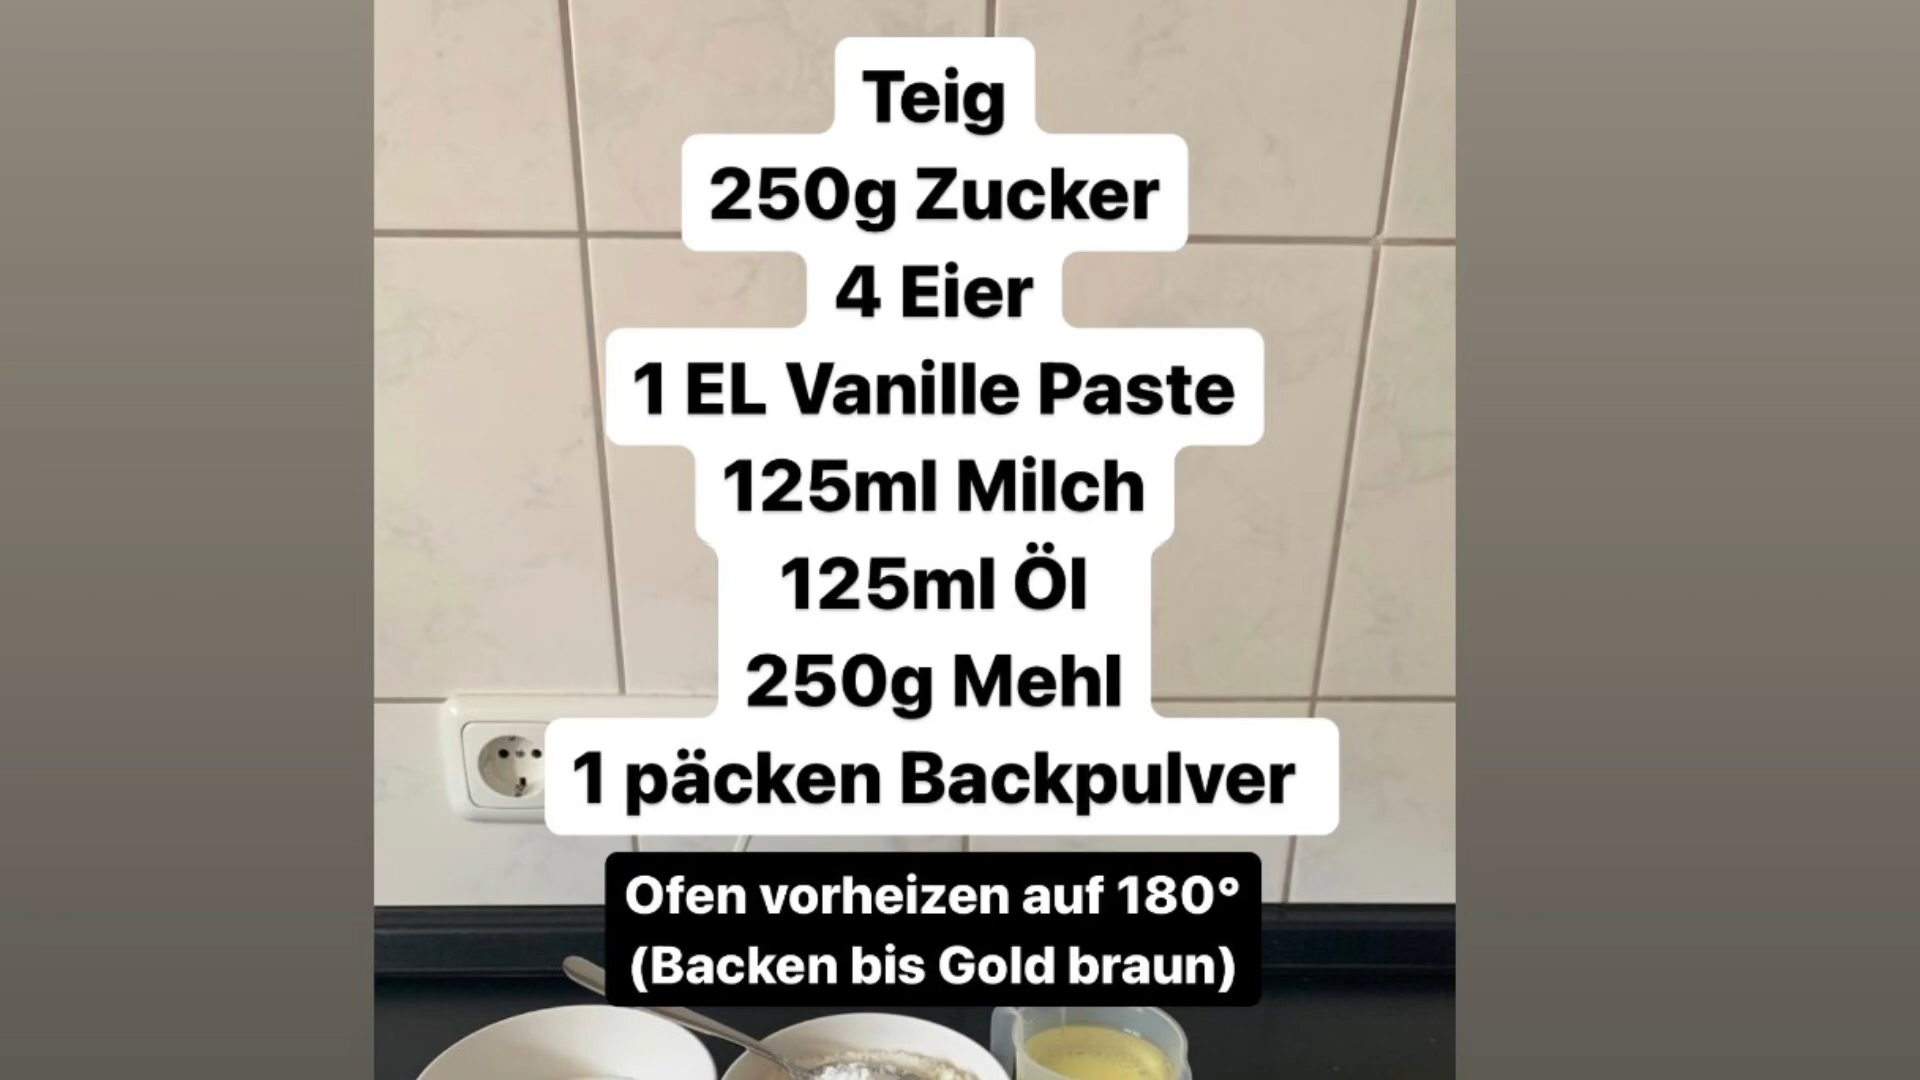 Teig
250g Zucker
4 Eier
1 EL Vanille Paste
125ml Milch
125ml Öl
250g Mehl
1 päcken Backpulver
Ofen vorheizen auf 180°
(Backen bis Gold braun)